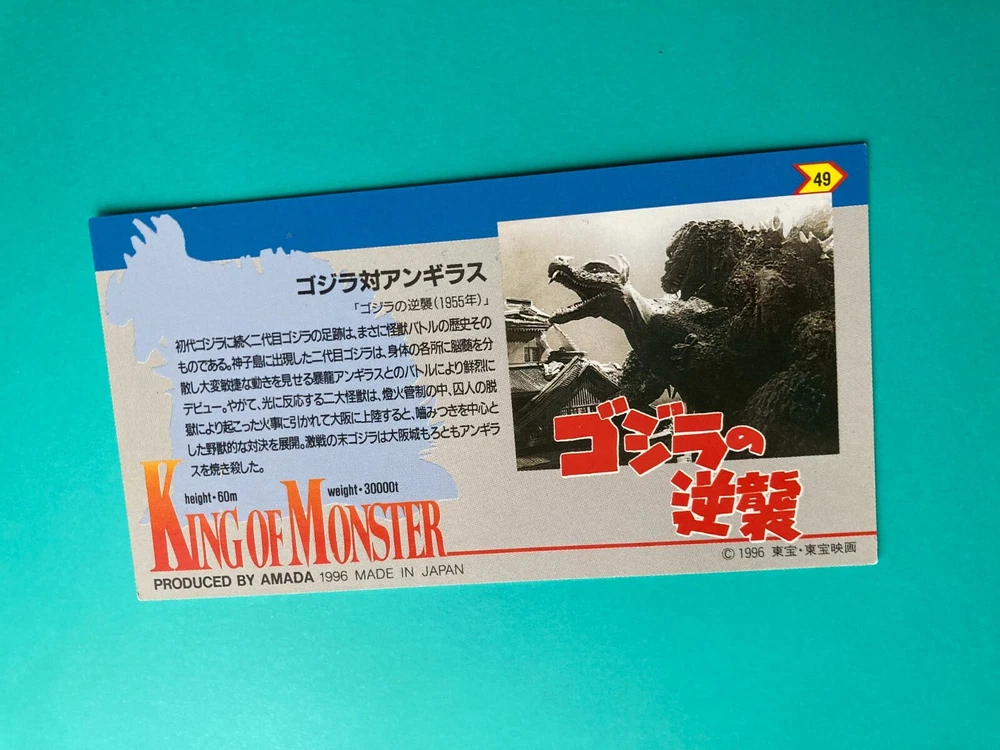 49
ゴジラ対アンギラス
「ゴジラの逆襲(1955年)」
初代ゴジラに続く二代目ゴジラの足跡は、まさに怪獣バトルの歴史その
ものである。神子島に出現した二代目ゴジラは、身体の各所に脳髄を分
散し大変敏捷な動きを見せる暴龍アンギラスとのバトルにより鮮烈に
デビュー。やがて、光に反応する二大怪獣は、燈火管制の中、囚人の脱
獄により起こった火事に引かれて大阪に上陸すると、嚙みつきを中心と
した野獣的な対決を展開。激戦の末ゴジラは大阪城もろともアンギラ
スを焼き殺した。
height・60m weight・30000t
KING OF MONSTER
PRODUCED BY AMADA 1996 MADE IN JAPAN
ゴジラの
逆襲
© 1996 東宝・東宝映画